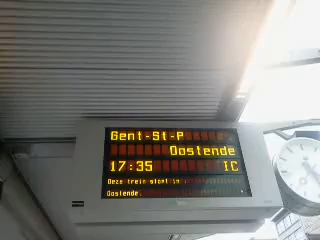 Gent-St-P
Oostende
17:35 IC
Deze trein stopt in :
Oostende.